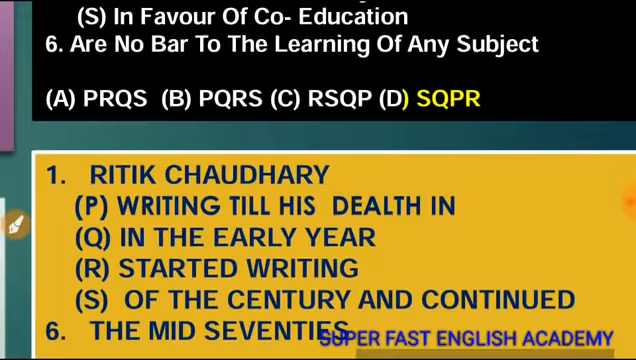 (S) In Favour Of Co- Education
6. Are No Bar To The Learning Of Any Subject
(A) PRQS (B) PQRS (C) RSQP (D) SQPR
1. RITIK CHAUDHARY
(P) WRITING TILL HIS DEALTH IN
(Q) IN THE EARLY YEAR
(R) STARTED WRITING
(S) OF THE CENTURY AND CONTINUED
6. THE MID SEVENTIES
SUPER FAST ENGLISH ACADEMY